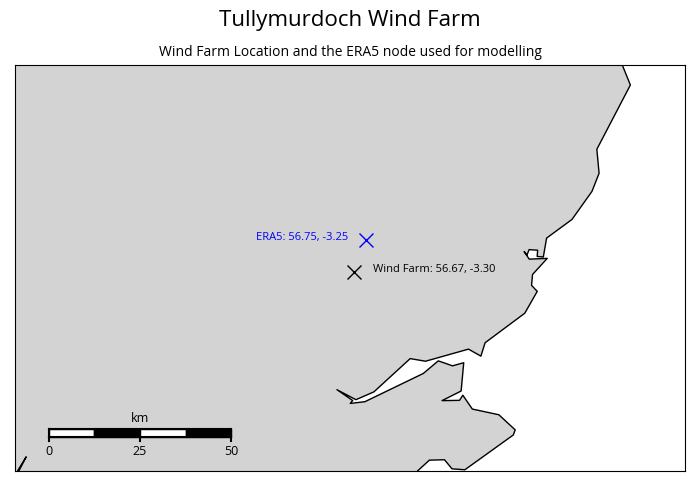 Tullymurdoch Wind Farm
Wind Farm Location and the ERA5 node used for modelling
ERA5: 56.75, -3.25
Wind Farm: 56.67, -3.30
km
0 25 50